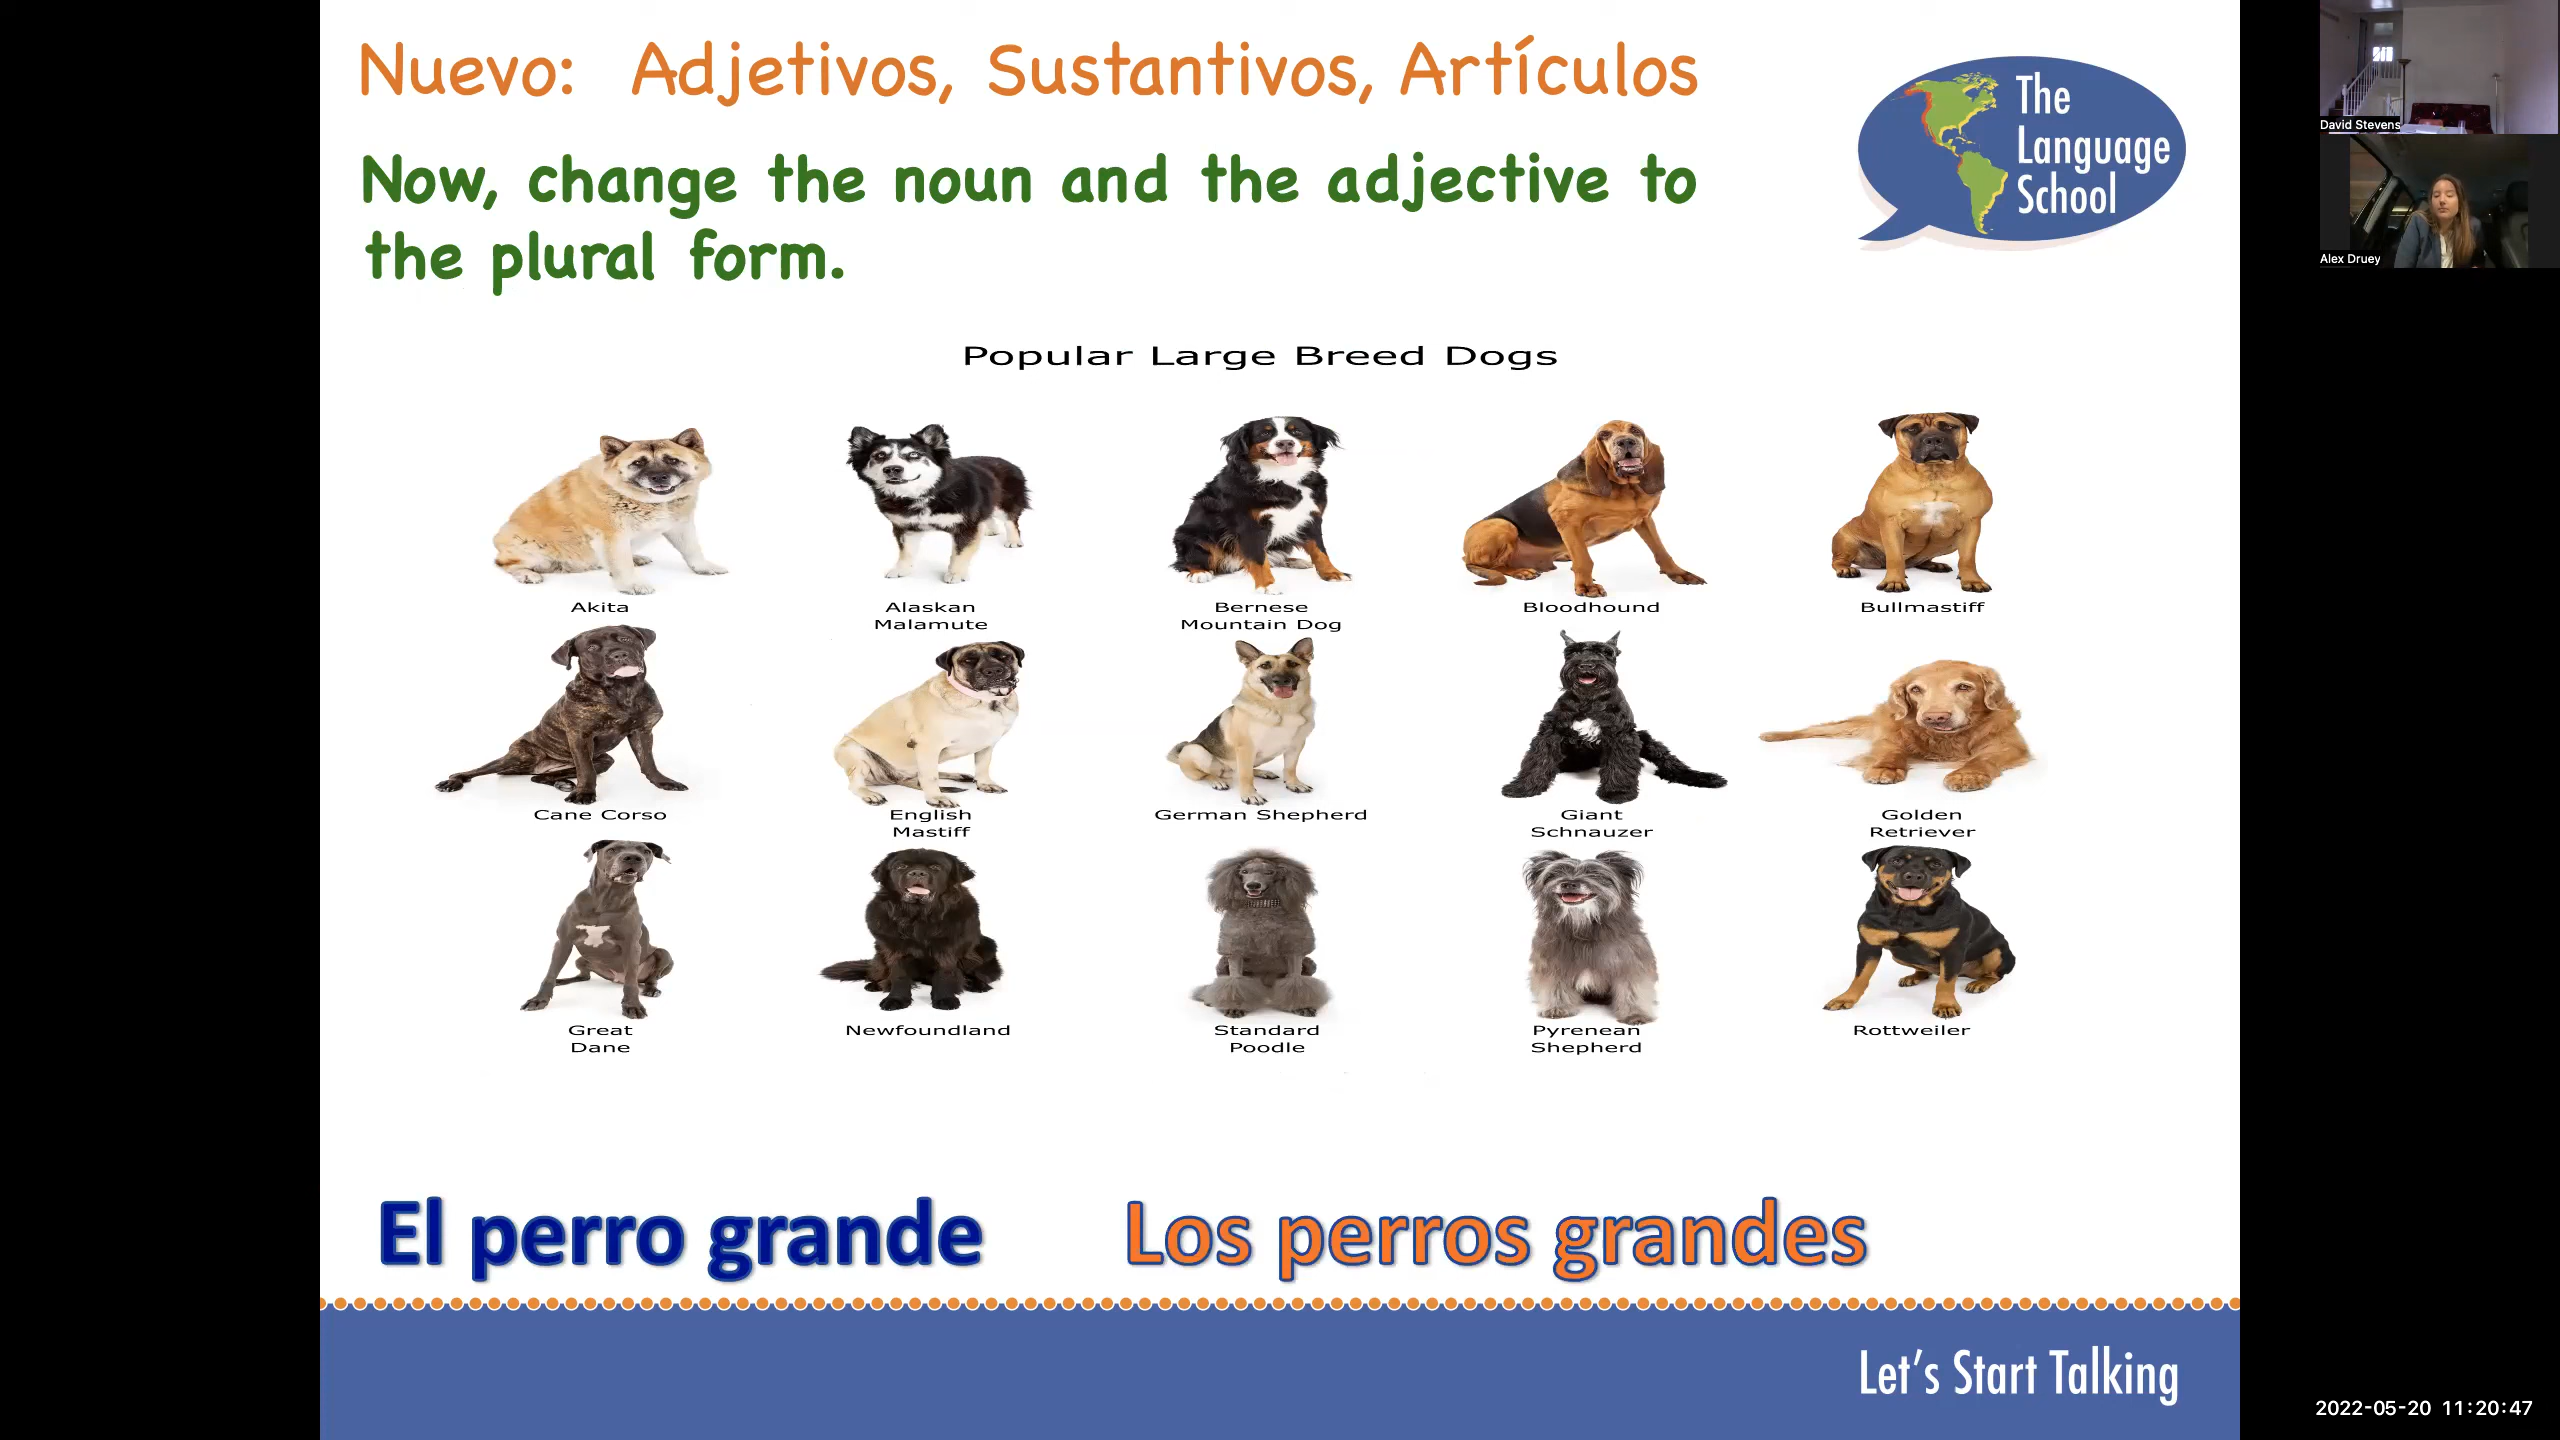 Nuevo: Adjetivos, Sustantivos, Artículos
Now, change the noun and the adjective to
the plural form.
The
Language
School
David Stevens
Alex Druey
Popular Large Breed Dogs
Akita
Alaskan
Malamute
Bernese
Mountain Dog
Bloodhound
Bullmastiff
Cane Corso
English
Mastiff
German Shepherd
Giant
Schnauzer
Golden
Retriever
Great
Dane
Newfoundland
Standard
Poodle
Pyrenean
Shepherd
Rottweiler
El perro grande
Los perros grandes
Let's Start Talking
2022-05-20 11:20:47